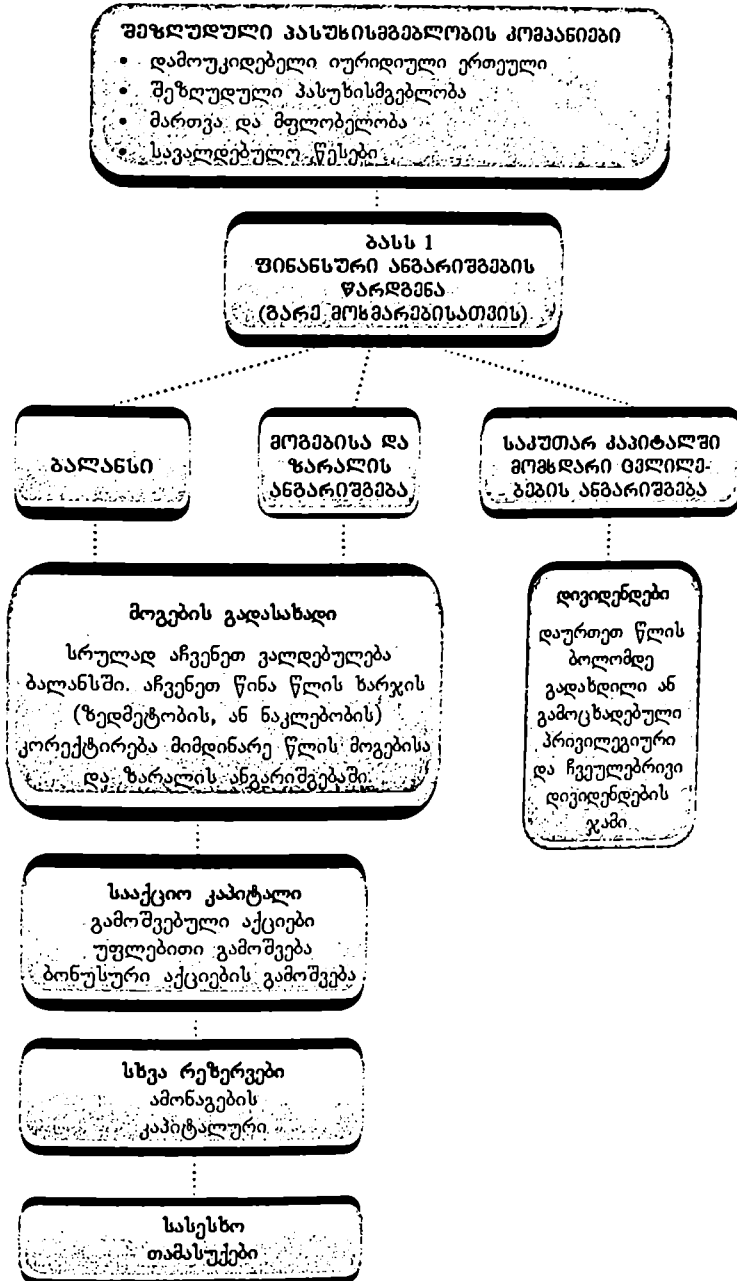 შეზღუდული პასუხისმგებლობის კომპანიები
• დამოუკიდებელი იურიდიული ერთეული
• შეზღუდული პასუხისმგებლობა
• მართვა და მფლობელობა
• სავალდებულო წესები
ბასს 1
ფინანსური ანგარიშგების
წარდგენა
(გარე მოხმარებისათვის)
ბალანსი
მოგებისა და
ზარალის
ანგარიშგება
საკუთარ კაპიტალში
მომხდარი ცვლილე-
ბების ანგარიშგება
მოგების გადასახადი
სრულად აჩვენეთ ვალდებულება
ბალანსში. აჩვენეთ წინა წლის ხარჯის
(ზედმეტობის, ან ნაკლებობის)
კორექტირება მიმდინარე წლის მოგებისა
და ზარალის ანგარიშგებაში.
დივიდენდები
დაურთეთ წლის
ბოლომდე
გადახდილი ან
გამოცხადებული
პრივილეგიური
და ჩვეულებრივი
დივიდენდების
ჯამი
სააქციო კაპიტალი
გამოშვებული აქციები
უფლებითი გამოშვება
ბონუსური აქციების გამოშვება
სხვა რეზერვები
ამონაგების
კაპიტალური
სასესხო
თამასუქები